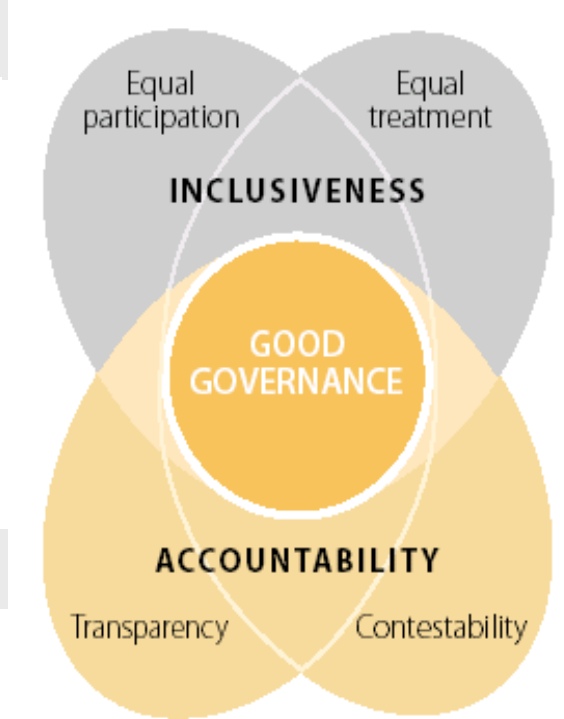 Equal
participation
Equal
treatment
INCLUSIVENESS
GOOD
GOVERNANCE
ACCOUNTABILITY
Transparency
Contestability